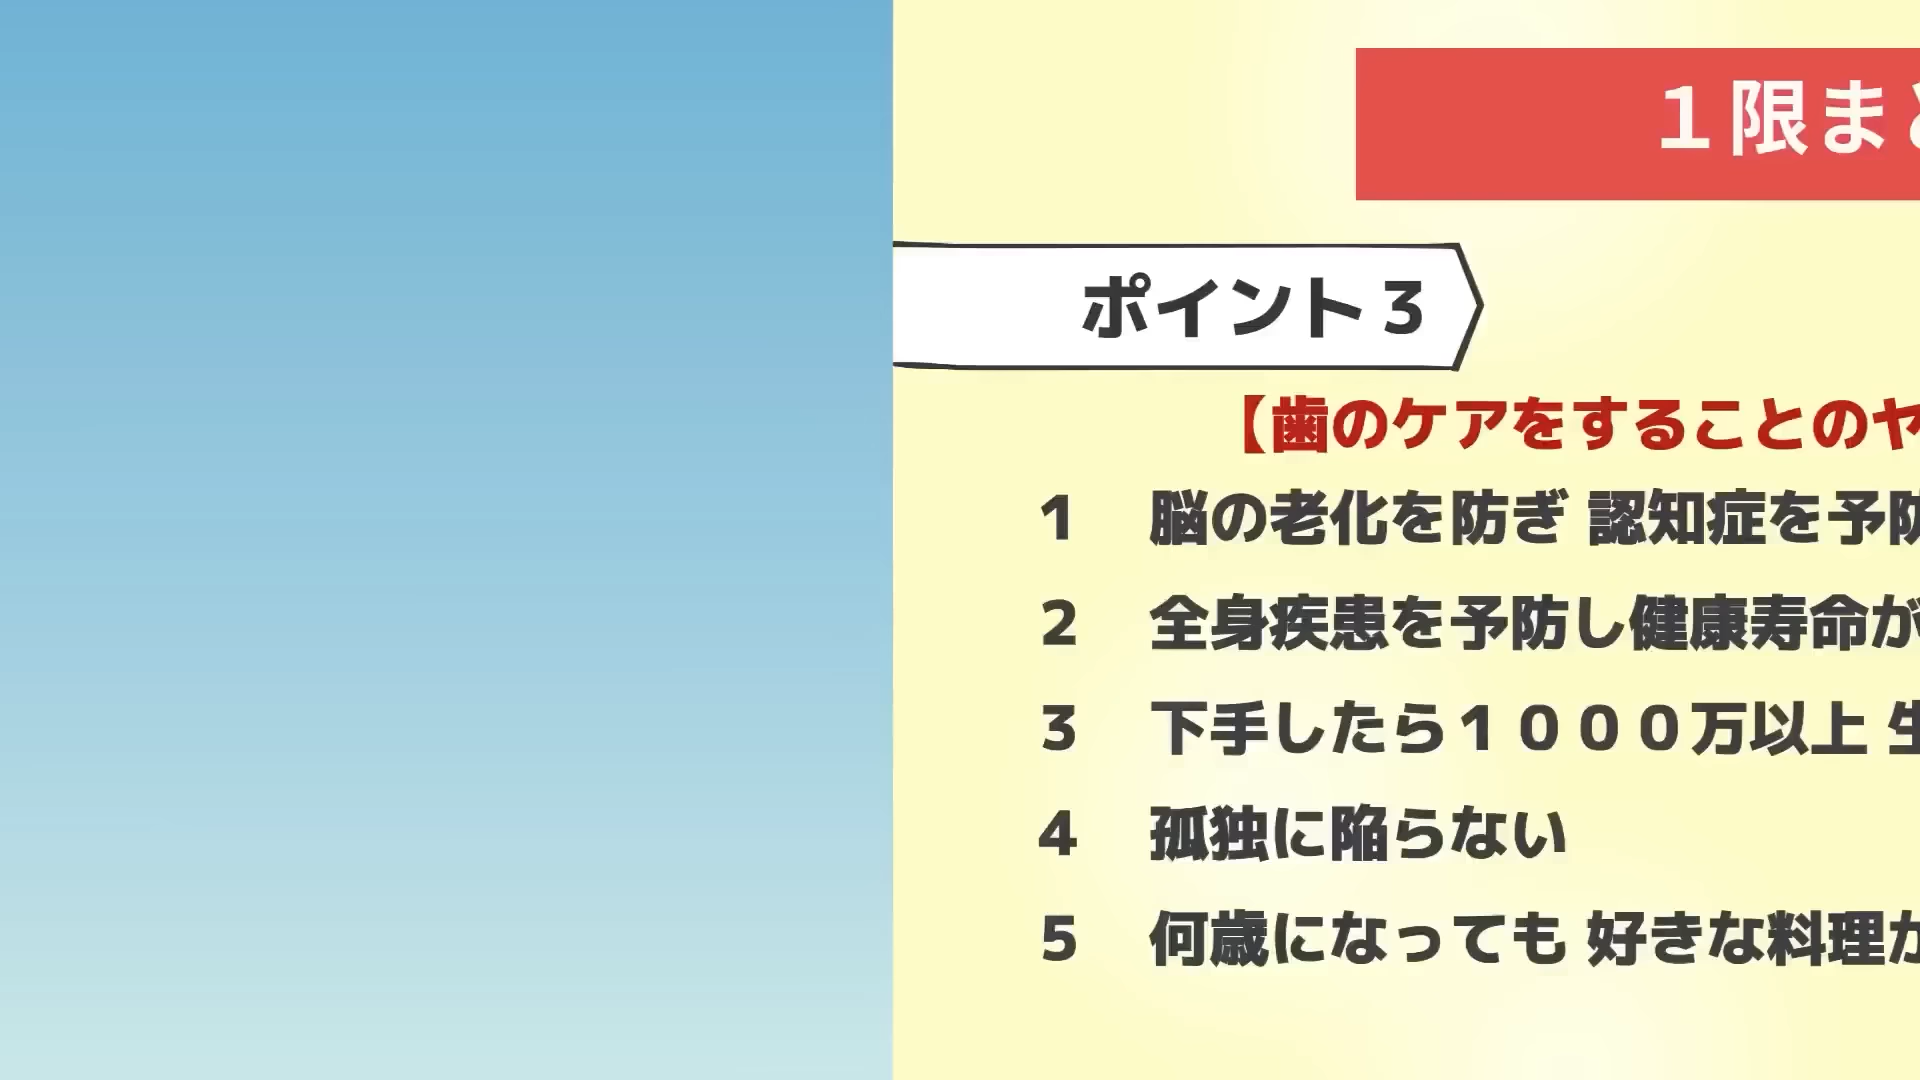 １限ま
ポイント３
【歯のケアをすることのヤ
1 脳の老化を防ぎ 認知症を予防
2 全身疾患を予防し健康寿命が
3 下手したら１０００万以上 生
4 孤独に陥らない
5 何歳になっても 好きな料理が